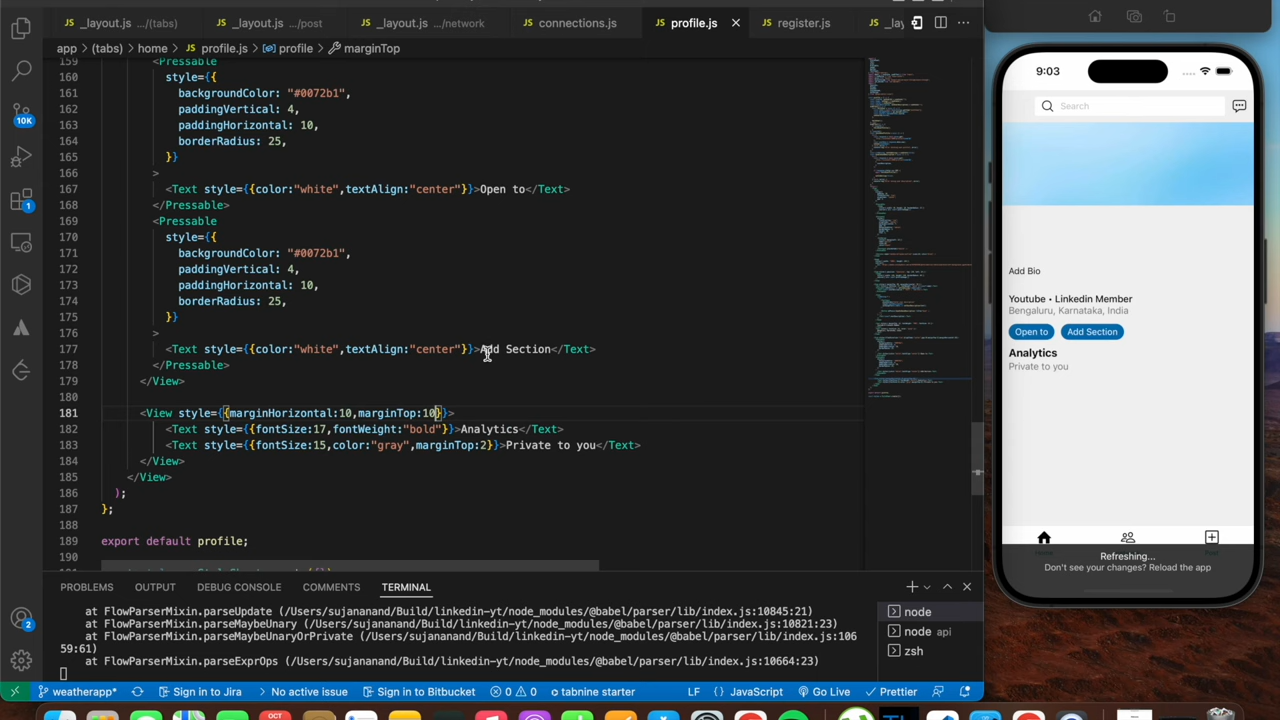 _layout.js .../(tabs)
_layout.js .../post
_layout.js .../network
connections.js
profile.js
register.js
app > (tabs) > home > profile.js > profile > marginTop
159 <Pressable
160 style={{
161 backgroundColor: "#0072b1",
162 paddingVertical: 4,
163 paddingHorizontal: 10,
164 borderRadius: 25,
165 }}
166 >
167 <Text style={{color:"white",textAlign:"center"}}>Open to</Text>
168 </Pressable>
169 <Pressable
170 style={{
171 backgroundColor: "#0072b1",
172 paddingVertical: 4,
173 paddingHorizontal: 10,
174 borderRadius: 25,
175 }}
176 >
177 <Text style={{color:"white",textAlign:"center"}}>Add Section</Text>
178 </Pressable>
179 </View>
180
181 <View style={{marginHorizontal:10,marginTop:10}}>
182 <Text style={{fontSize:17,fontWeight:"bold"}}>Analytics</Text>
183 <Text style={{fontSize:15,color:"gray",marginTop:2}}>Private to you</Text>
184 </View>
185 </View>
186 );
187 };
188
189 export default profile;
190
PROBLEMS OUTPUT DEBUG CONSOLE COMMENTS TERMINAL
at FlowParserMixin.parseUpdate (/Users/sujananand/Build/linkedin-yt/node_modules/@babel/parser/lib/index.js:10845:21)
at FlowParserMixin.parseMaybeUnary (/Users/sujananand/Build/linkedin-yt/node_modules/@babel/parser/lib/index.js:10821:23)
at FlowParserMixin.parseMaybeUnaryOrPrivate (/Users/sujananand/Build/linkedin-yt/node_modules/@babel/parser/lib/index.js:106
59:61)
at FlowParserMixin.parseExprOps (/Users/sujananand/Build/linkedin-yt/node_modules/@babel/parser/lib/index.js:10664:23)
node
node api
zsh
10K
1
2
weatherapp* Sign in to Jira No active issue Sign in to Bitbucket 0 0 tabnine starter LF {} JavaScript Go Live Prettier
OCT
9:03
Search
Add Bio
Youtube • Linkedin Member
Bengaluru, Karnataka, India
Open to
Add Section
Analytics
Private to you
Refreshing...
Don't see your changes? Reload the app